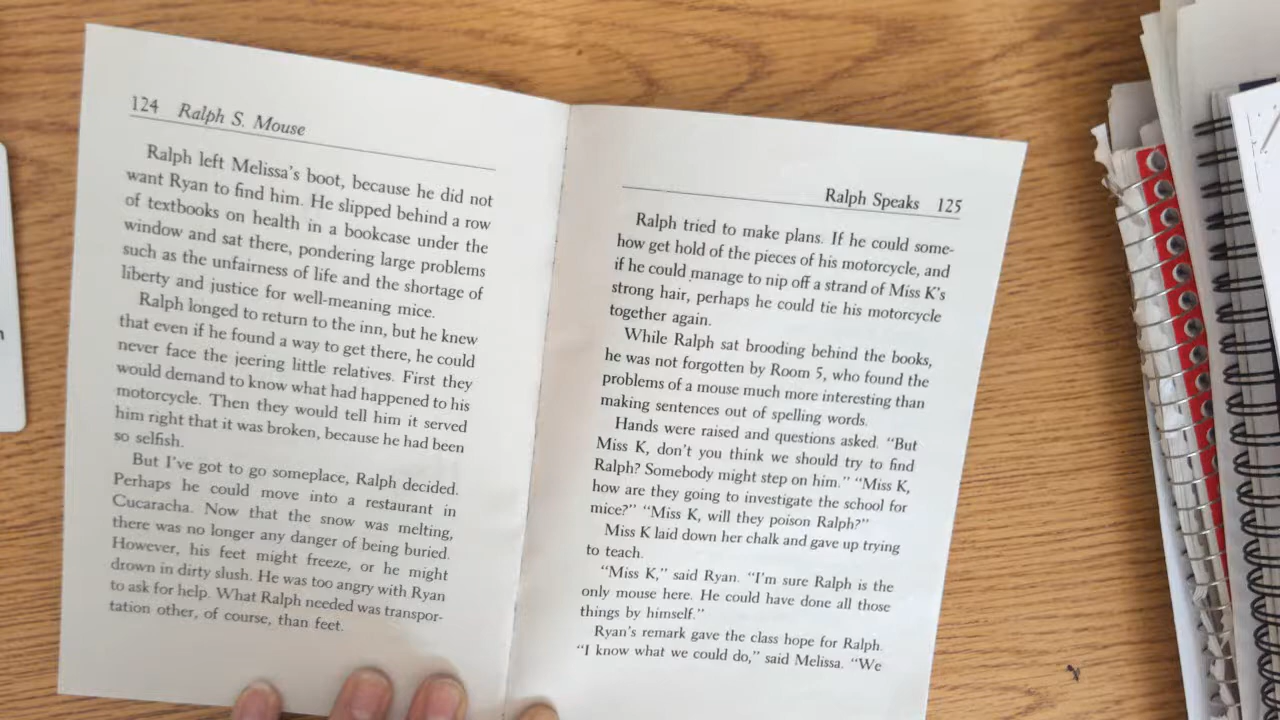 124 Ralph S. Mouse
Ralph left Melissa's boot, because he did not
want Ryan to find him. He slipped behind a row
of textbooks on health in a bookcase under the
window and sat there, pondering large problems
such as the unfairness of life and the shortage of
liberty and justice for well-meaning mice.
Ralph longed to return to the inn, but he knew
that even if he found a way to get there, he could
never face the jeering little relatives. First they
would demand to know what had happened to his
motorcycle. Then they would tell him it served
him right that it was broken, because he had been
so selfish.
But I've got to go someplace, Ralph decided.
Perhaps he could move into a restaurant in
Cucaracha. Now that the snow was melting,
there was no longer any danger of being buried.
However, his feet might freeze, or he might
drown in dirty slush. He was too angry with Ryan
to ask for help. What Ralph needed was transpor-
tation other, of course, than feet.
Ralph Speaks 125
Ralph tried to make plans. If he could some-
how get hold of the pieces of his motorcycle, and
if he could manage to nip off a strand of Miss K's
strong hair, perhaps he could tie his motorcycle
together again.
While Ralph sat brooding behind the books,
he was not forgotten by Room 5, who found the
problems of a mouse much more interesting than
making sentences out of spelling words.
Hands were raised and questions asked. "But
Miss K, don't you think we should try to find
Ralph? Somebody might step on him." "Miss K,
how are they going to investigate the school for
mice?" "Miss K, will they poison Ralph?"
Miss K laid down her chalk and gave up trying
to teach.
"Miss K," said Ryan. "I'm sure Ralph is the
only mouse here. He could have done all those
things by himself."
Ryan's remark gave the class hope for Ralph.
"I know what we could do," said Melissa. "We